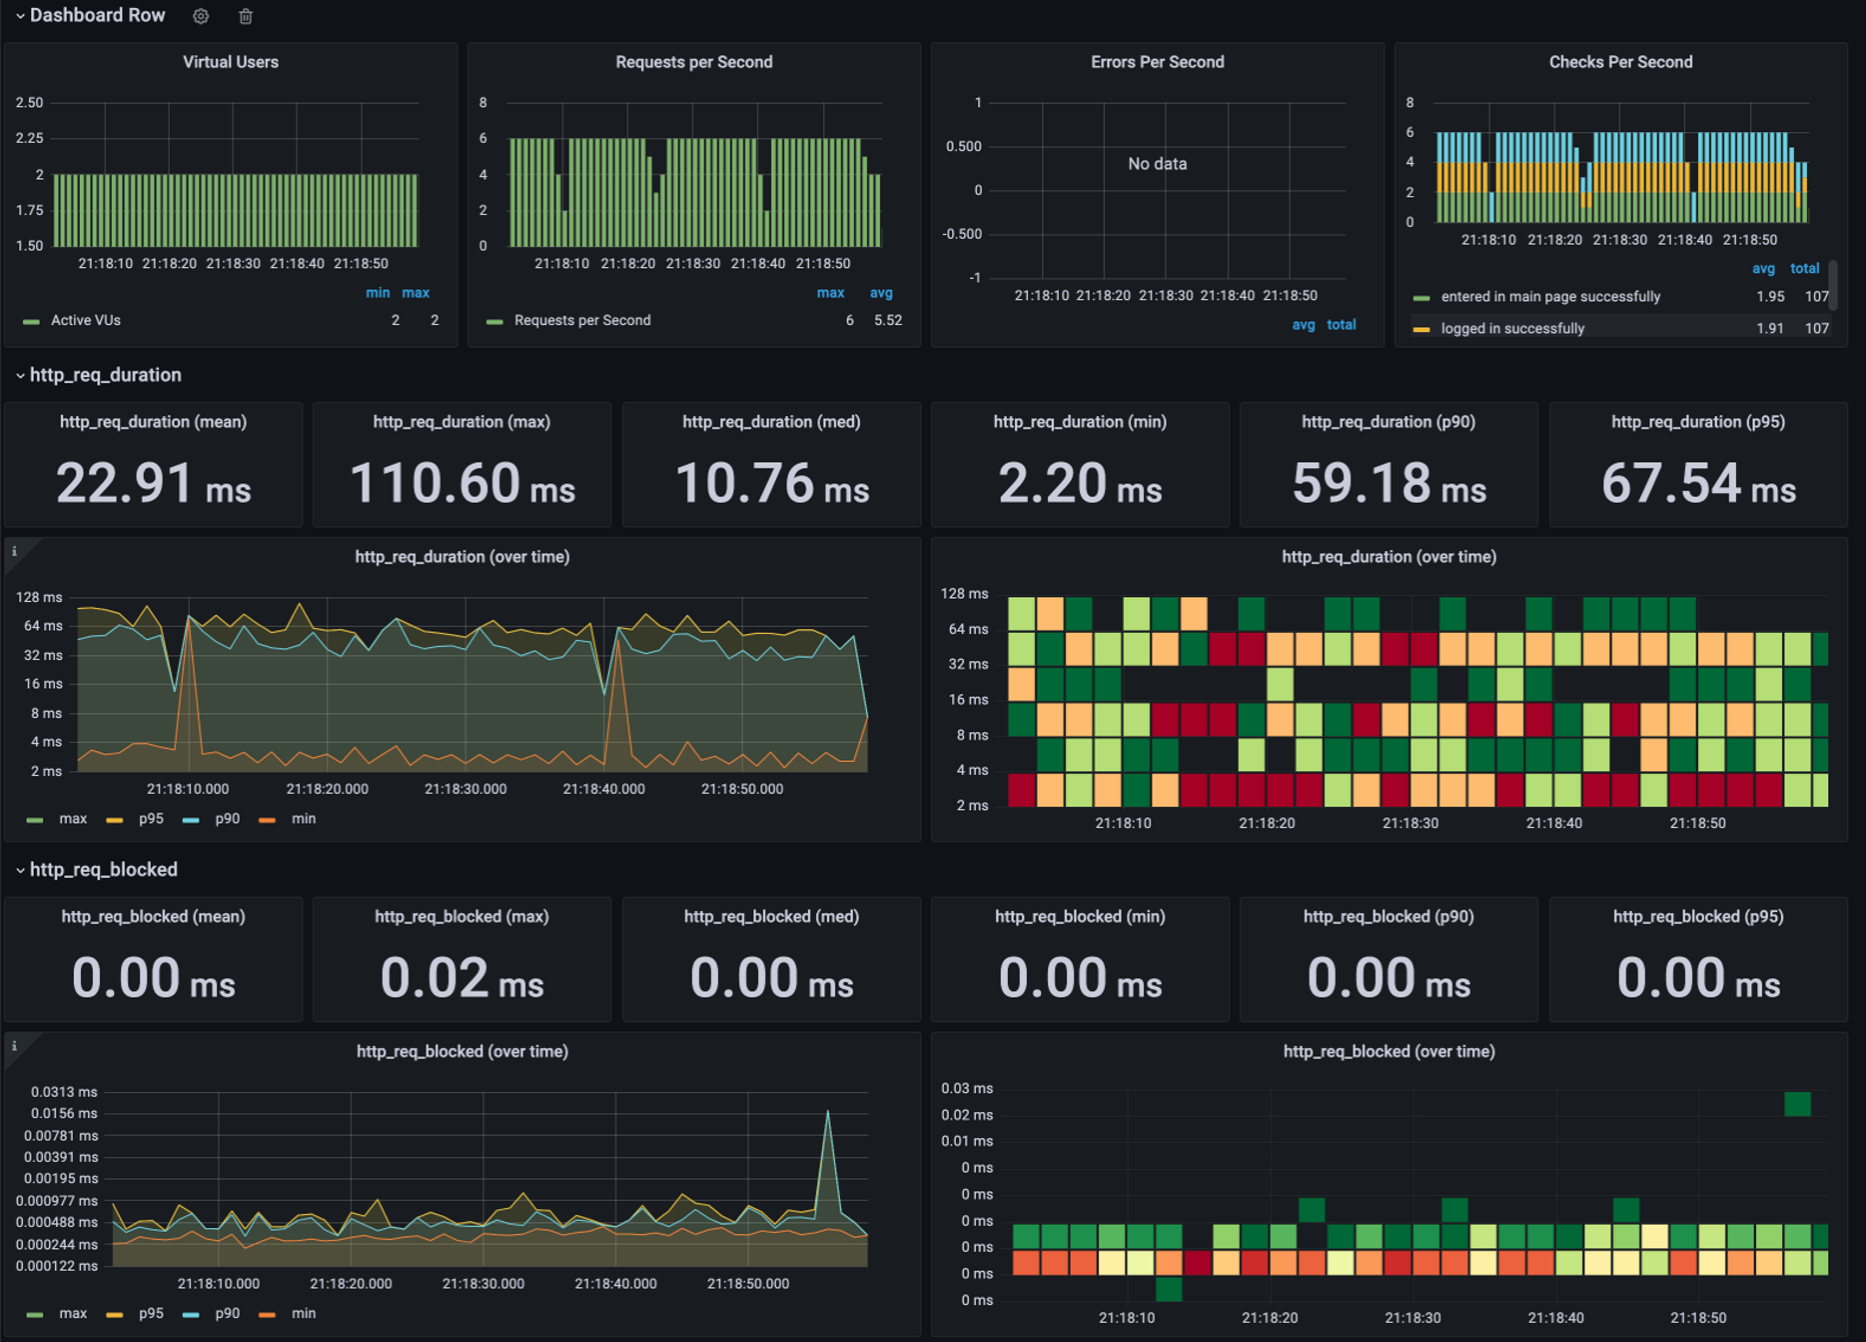 Dashboard Row
Virtual Users
2.50
2.25
2
1.75
1.50
21:18:10 21:18:20 21:18:30 21:18:40 21:18:50
min max
Active VUs 2 2
Requests per Second
8
6
4
2
0
21:18:10 21:18:20 21:18:30 21:18:40 21:18:50
max avg
Requests per Second 6 5.52
Errors Per Second
1
0.500
0
-0.500
-1
No data
21:18:10 21:18:20 21:18:30 21:18:40 21:18:50
avg total
Checks Per Second
8
6
4
2
0
21:18:10 21:18:20 21:18:30 21:18:40 21:18:50
avg total
entered in main page successfully 1.95 107
logged in successfully 1.91 107
http_req_duration
http_req_duration (mean)
22.91 ms
http_req_duration (max)
110.60 ms
http_req_duration (med)
10.76 ms
http_req_duration (min)
2.20 ms
http_req_duration (p90)
59.18 ms
http_req_duration (p95)
67.54 ms
i
http_req_duration (over time)
128 ms
64 ms
32 ms
16 ms
8 ms
4 ms
2 ms
21:18:10.000 21:18:20.000 21:18:30.000 21:18:40.000 21:18:50.000
max p95 p90 min
http_req_duration (over time)
128 ms
64 ms
32 ms
16 ms
8 ms
4 ms
2 ms
21:18:10 21:18:20 21:18:30 21:18:40 21:18:50
http_req_blocked
http_req_blocked (mean)
0.00 ms
http_req_blocked (max)
0.02 ms
http_req_blocked (med)
0.00 ms
http_req_blocked (min)
0.00 ms
http_req_blocked (p90)
0.00 ms
http_req_blocked (p95)
0.00 ms
i
http_req_blocked (over time)
0.0313 ms
0.0156 ms
0.00781 ms
0.00391 ms
0.00195 ms
0.000977 ms
0.000488 ms
0.000244 ms
0.000122 ms
21:18:10.000 21:18:20.000 21:18:30.000 21:18:40.000 21:18:50.000
max p95 p90 min
http_req_blocked (over time)
0.03 ms
0.02 ms
0.01 ms
0 ms
0 ms
0 ms
0 ms
0 ms
0 ms
21:18:10 21:18:20 21:18:30 21:18:40 21:18:50